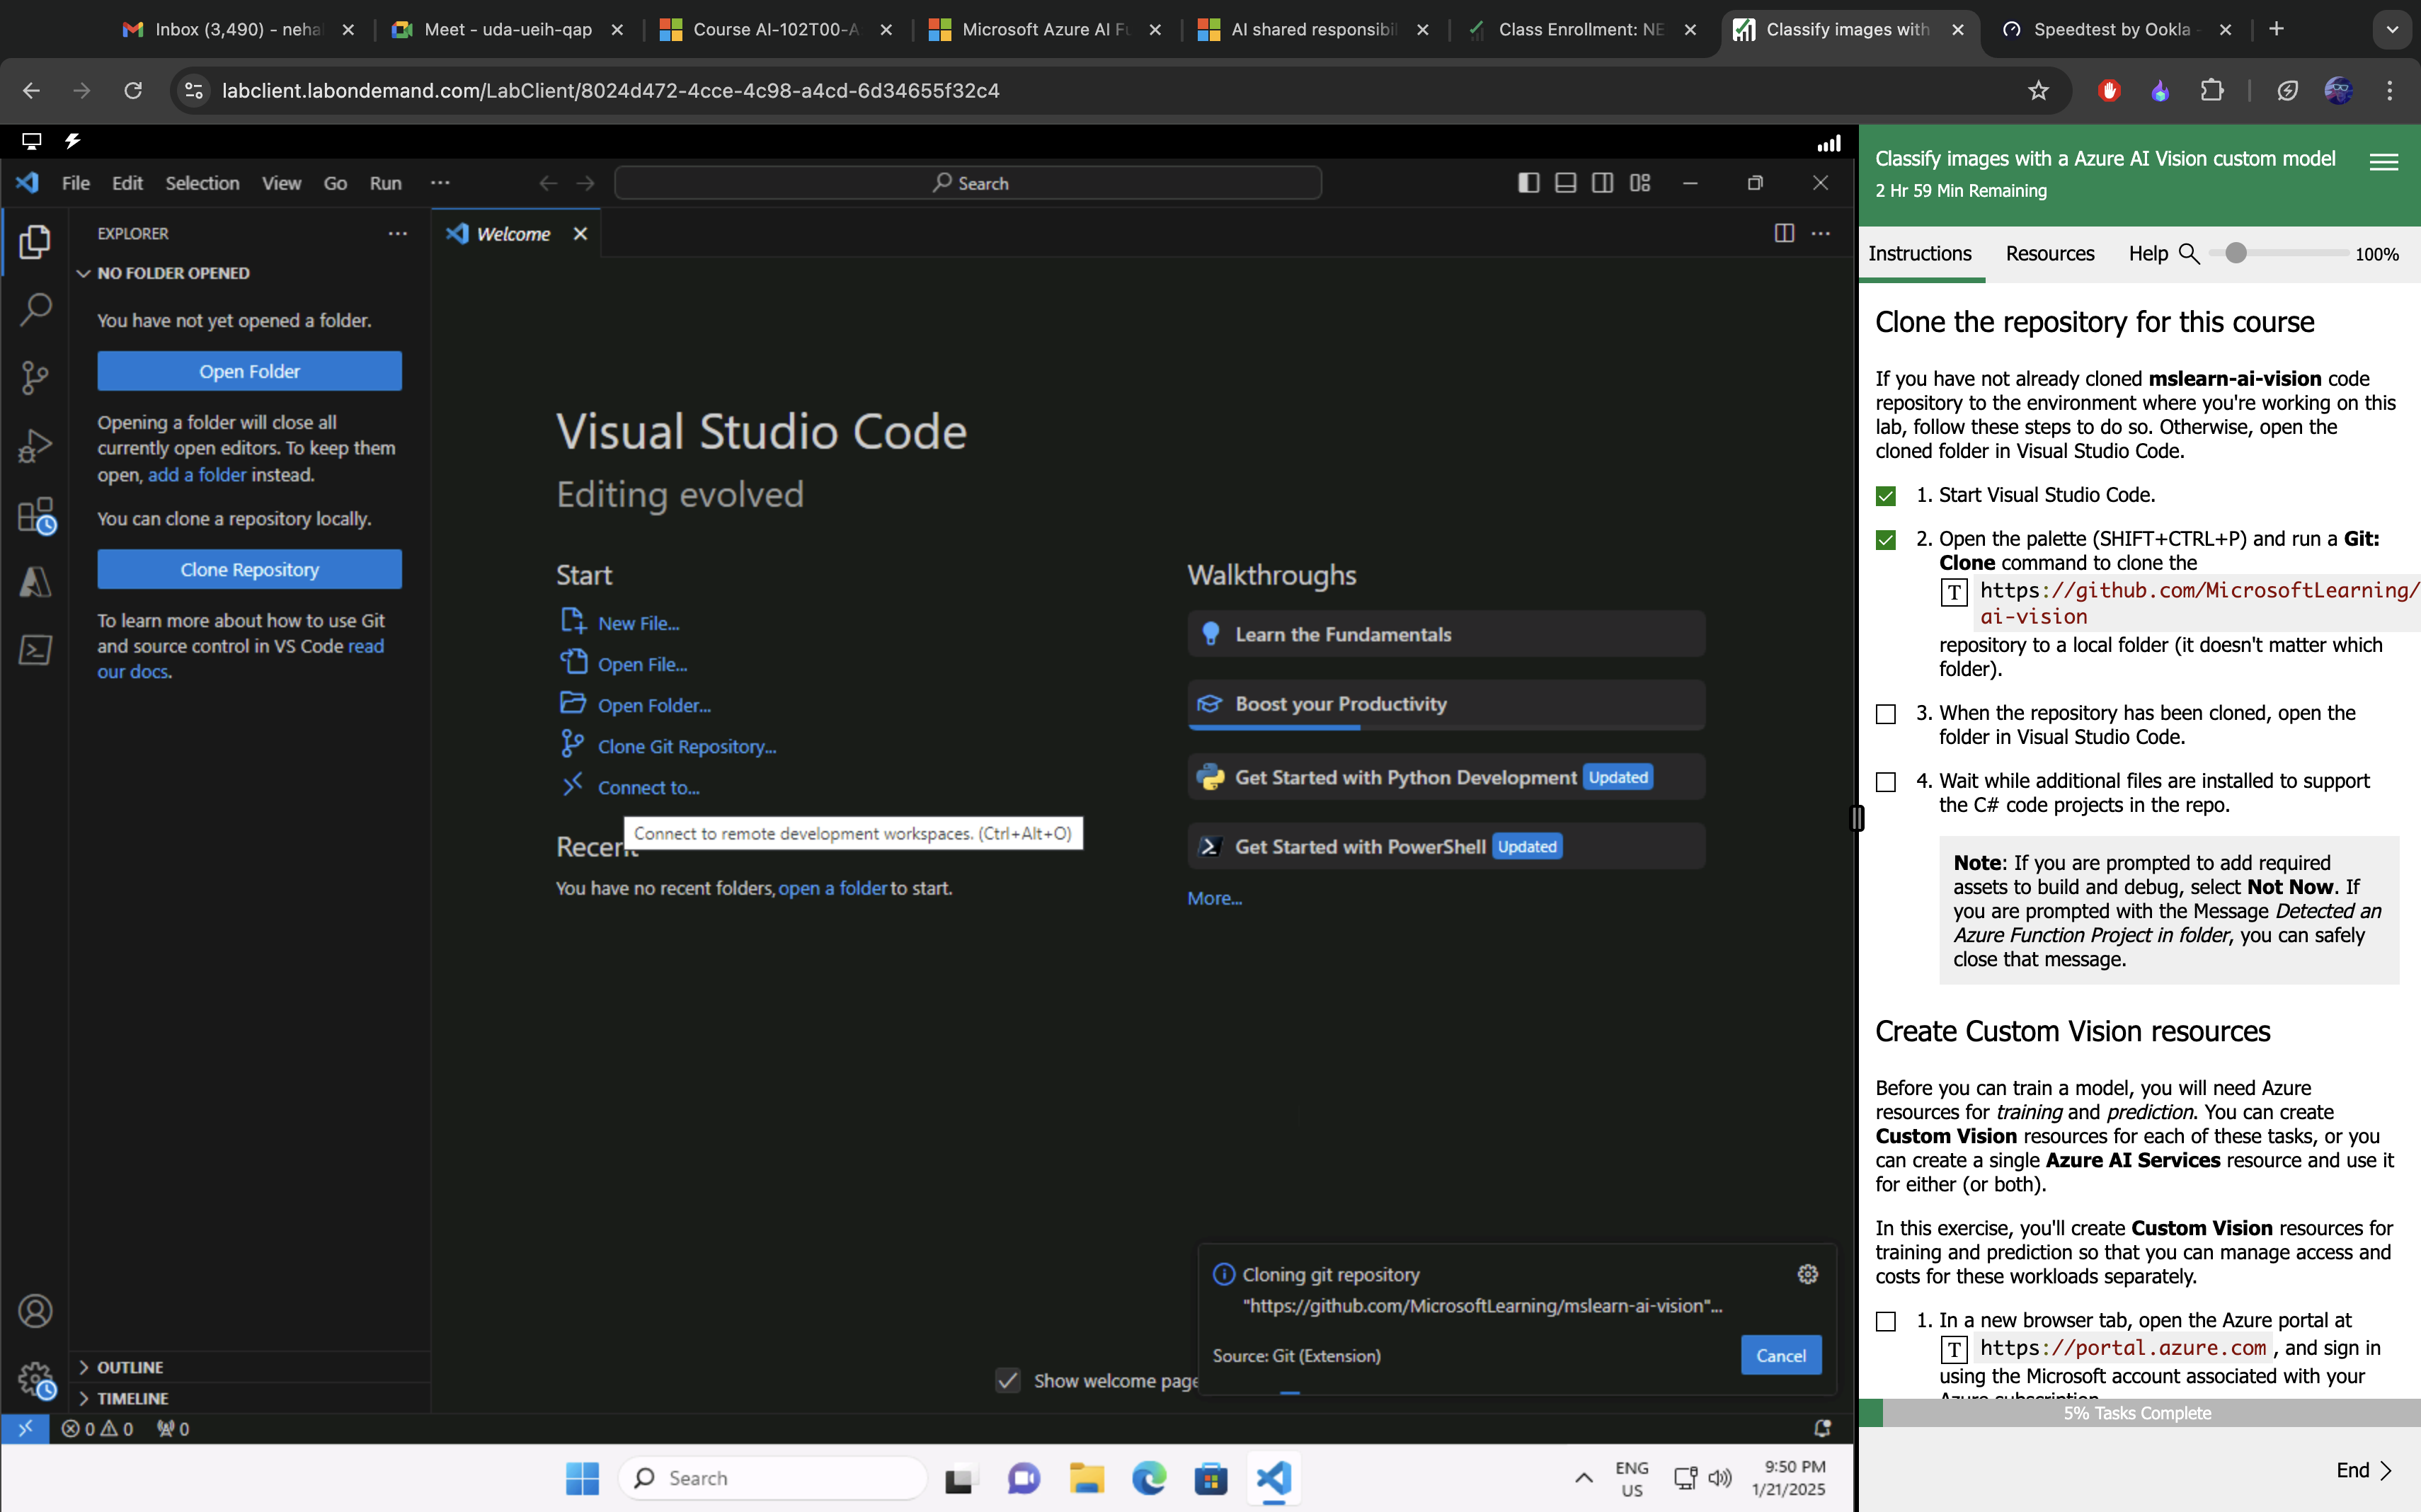 Inbox (3,490) - neha
Meet - uda-ueih-qap
Course AI-102T00-A
Microsoft Azure AI Fu
AI shared responsibil
Class Enrollment: NE
Classify images with
Speedtest by Ookla
labclient.labondemand.com/LabClient/8024d472-4cce-4c98-a4cd-6d34655f32c4
File Edit Selection View Go Run ···
Search
EXPLORER
NO FOLDER OPENED
You have not yet opened a folder.
Open Folder
Opening a folder will close all
currently open editors. To keep them
open, add a folder instead.
You can clone a repository locally.
Clone Repository
To learn more about how to use Git
and source control in VS Code read
our docs.
OUTLINE
TIMELINE
Welcome
Visual Studio Code
Editing evolved
Start
New File...
Open File...
Open Folder...
Clone Git Repository...
Connect to...
Connect to remote development workspaces. (Ctrl+Alt+O)
Recent
You have no recent folders, open a folder to start.
Walkthroughs
Learn the Fundamentals
Boost your Productivity
Get Started with Python Development Updated
Get Started with PowerShell Updated
More...
Show welcome page
Cloning git repository
"https://github.com/MicrosoftLearning/mslearn-ai-vision"...
Source: Git (Extension)
Cancel
0 0 0
Search
ENG
US
9:50 PM
1/21/2025
Classify images with a Azure AI Vision custom model
2 Hr 59 Min Remaining
Instructions Resources Help 100%
Clone the repository for this course
If you have not already cloned mslearn-ai-vision code
repository to the environment where you're working on this
lab, follow these steps to do so. Otherwise, open the
cloned folder in Visual Studio Code.
1. Start Visual Studio Code.
2. Open the palette (SHIFT+CTRL+P) and run a Git:
Clone command to clone the
T https://github.com/MicrosoftLearning/
ai-vision
repository to a local folder (it doesn't matter which
folder).
3. When the repository has been cloned, open the
folder in Visual Studio Code.
4. Wait while additional files are installed to support
the C# code projects in the repo.
Note: If you are prompted to add required
assets to build and debug, select Not Now. If
you are prompted with the Message Detected an
Azure Function Project in folder, you can safely
close that message.
Create Custom Vision resources
Before you can train a model, you will need Azure
resources for training and prediction. You can create
Custom Vision resources for each of these tasks, or you
can create a single Azure AI Services resource and use it
for either (or both).
In this exercise, you'll create Custom Vision resources for
training and prediction so that you can manage access and
costs for these workloads separately.
1. In a new browser tab, open the Azure portal at
T https://portal.azure.com , and sign in
using the Microsoft account associated with your
Azure subscription
5% Tasks Complete
End